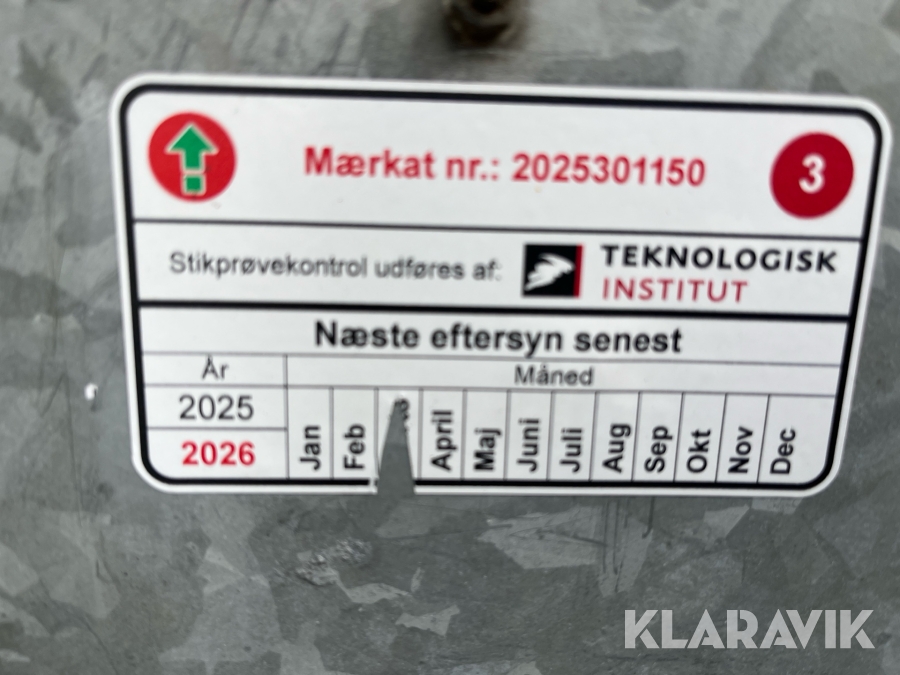 Mærkat nr.: 2025301150
3
Stikprøvekontrol udføres af:
TEKNOLOGISK
INSTITUT
Næste eftersyn senest
År
Måned
2025
2026
Jan
Feb
April
Maj
Juni
Juli
Aug
Sep
Okt
Nov
Dec
KLARAVIK